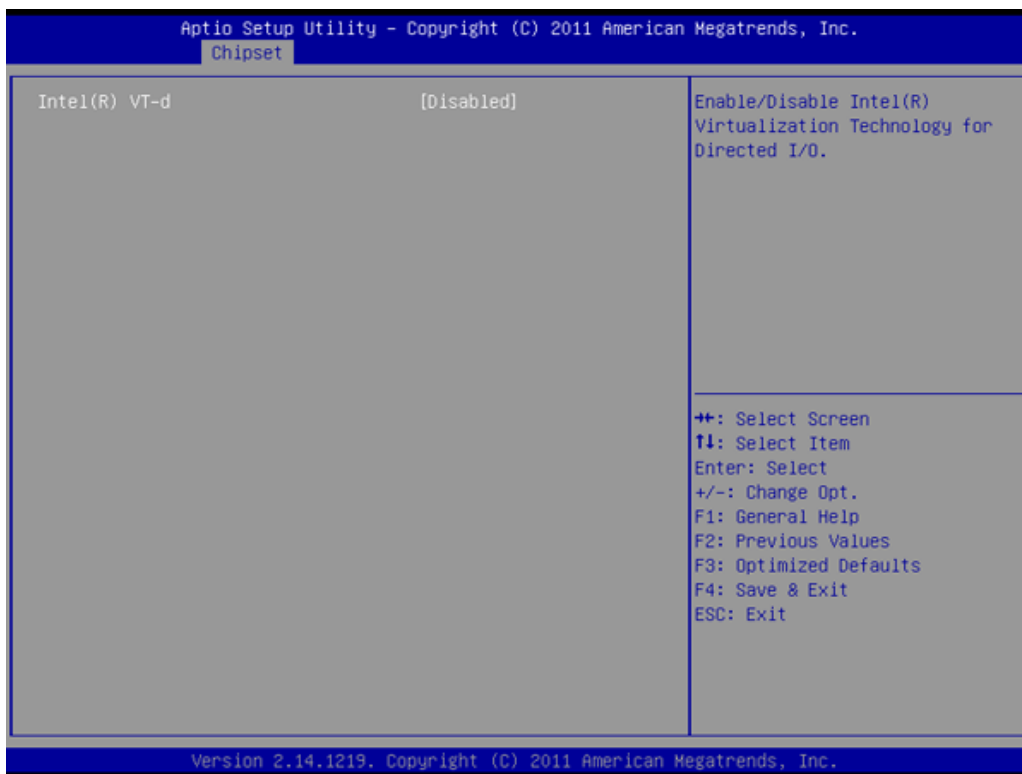 Aptio Setup Utility – Copyright (C) 2011 American Megatrends, Inc.
Chipset
Intel(R) VT-d [Disabled]
Enable/Disable Intel(R)
Virtualization Technology for
Directed I/O.
→←: Select Screen
↑↓: Select Item
Enter: Select
+/-: Change Opt.
F1: General Help
F2: Previous Values
F3: Optimized Defaults
F4: Save & Exit
ESC: Exit
Version 2.14.1219. Copyright (C) 2011 American Megatrends, Inc.